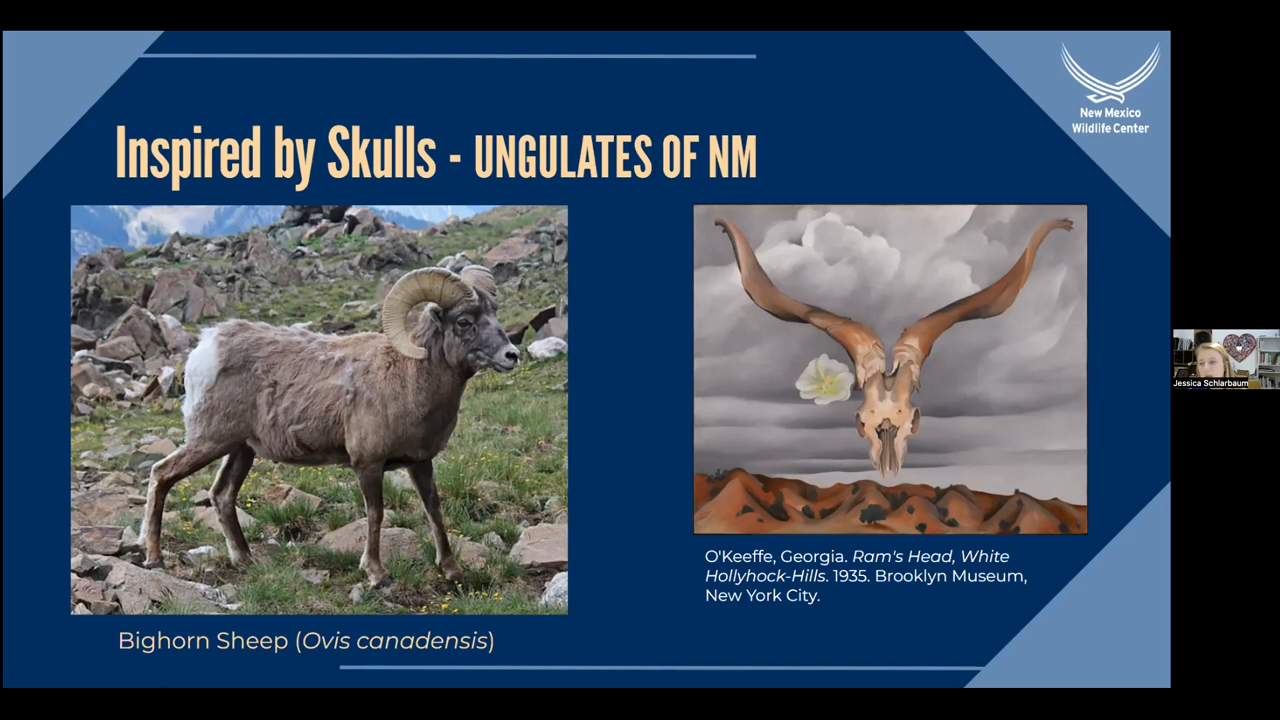 New Mexico
Wildlife Center
Inspired by Skulls - UNGULATES OF NM
O'Keeffe, Georgia. Ram's Head, White
Hollyhock-Hills. 1935. Brooklyn Museum,
New York City.
Bighorn Sheep (Ovis canadensis)
Jessica Schlarbaum